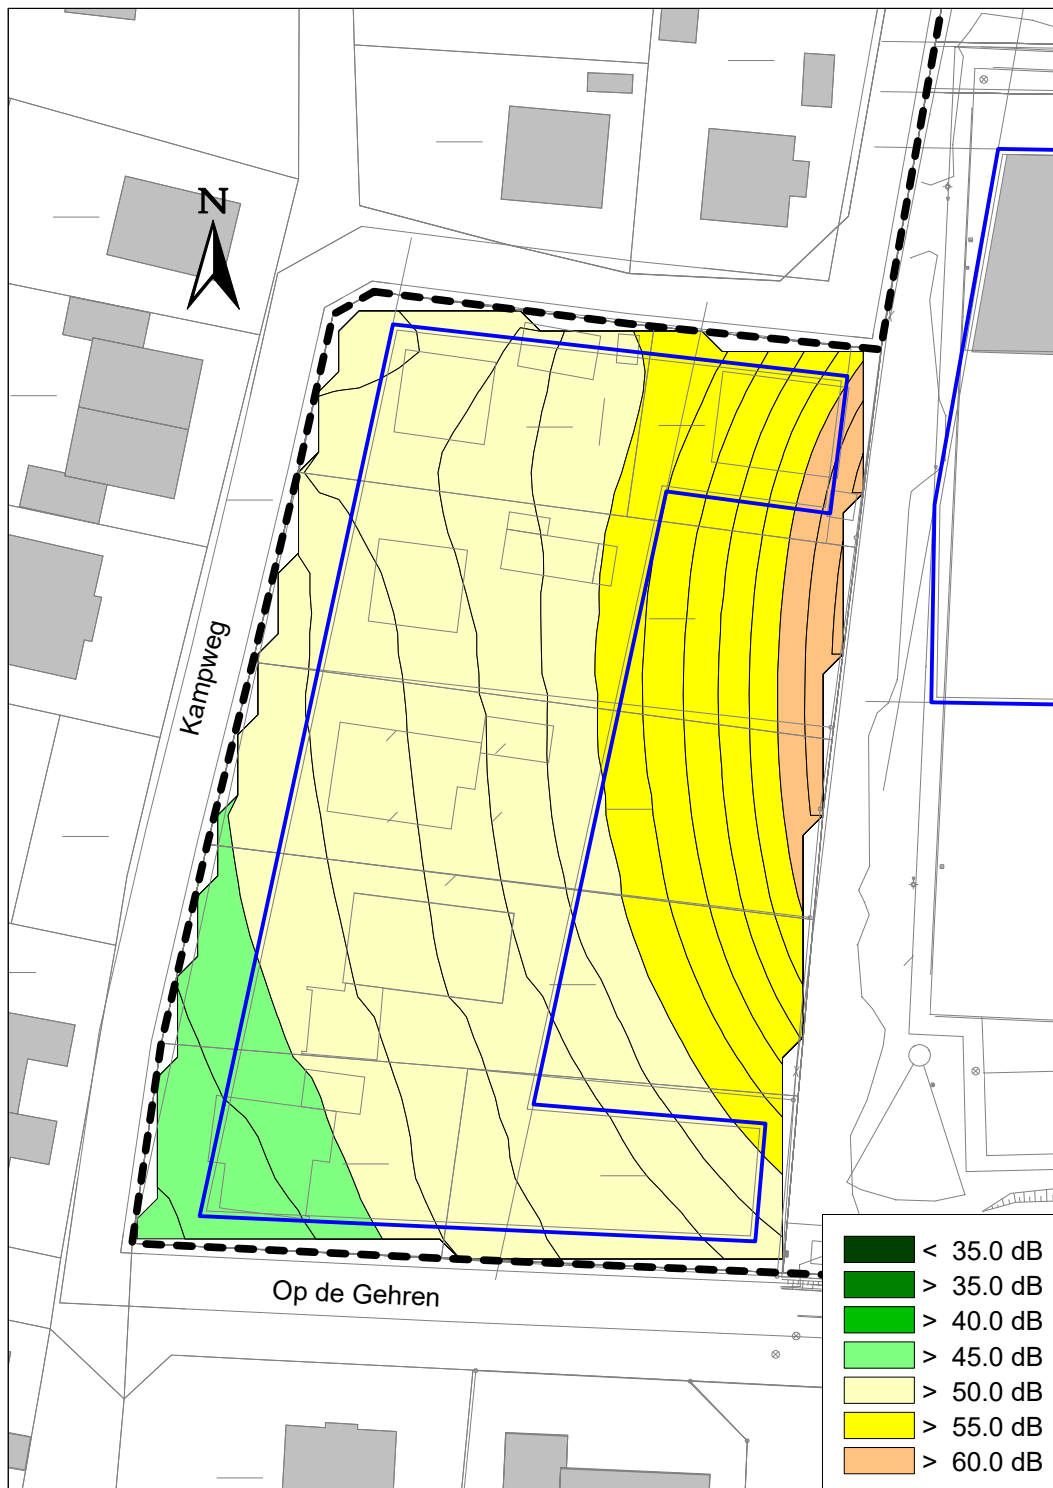 N
Kampweg
Op de Gehren
< 35.0 dB
> 35.0 dB
> 40.0 dB
> 45.0 dB
> 50.0 dB
> 55.0 dB
> 60.0 dB